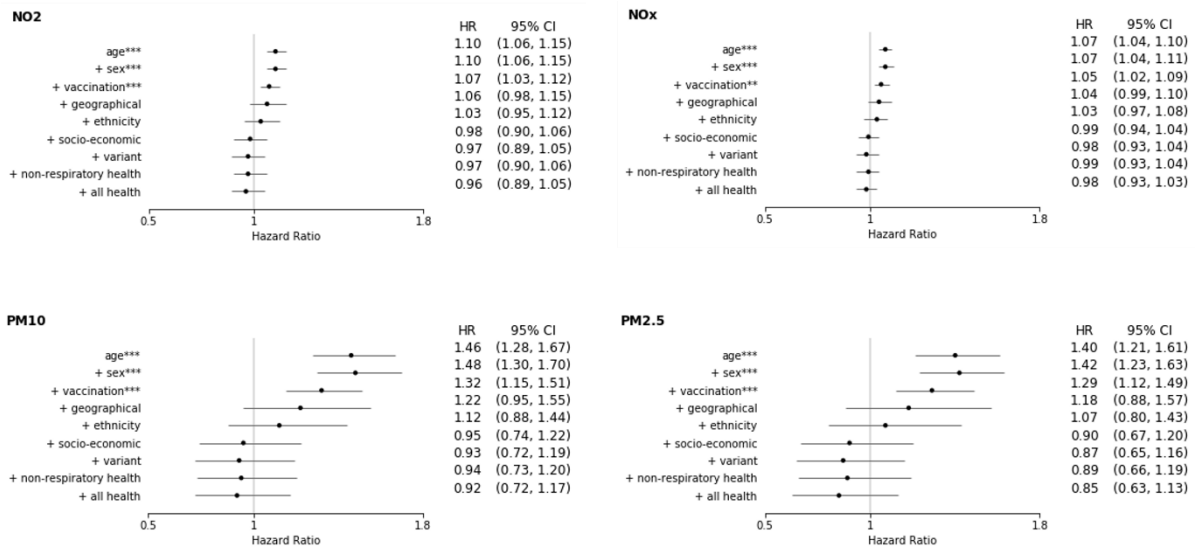 NO2
HR 95% CI
age*** 1.10 (1.06, 1.15)
+ sex*** 1.10 (1.06, 1.15)
+ vaccination*** 1.07 (1.03, 1.12)
+ geographical 1.06 (0.98, 1.15)
+ ethnicity 1.03 (0.95, 1.12)
+ socio-economic 0.98 (0.90, 1.06)
+ variant 0.97 (0.89, 1.05)
+ non-respiratory health 0.97 (0.90, 1.06)
+ all health 0.96 (0.89, 1.05)
0.5 1 1.8
Hazard Ratio
NOx
HR 95% CI
age*** 1.07 (1.04, 1.10)
+ sex*** 1.07 (1.04, 1.11)
+ vaccination** 1.05 (1.02, 1.09)
+ geographical 1.04 (0.99, 1.10)
+ ethnicity 1.03 (0.97, 1.08)
+ socio-economic 0.99 (0.94, 1.04)
+ variant 0.98 (0.93, 1.04)
+ non-respiratory health 0.99 (0.93, 1.04)
+ all health 0.98 (0.93, 1.03)
0.5 1 1.8
Hazard Ratio
PM10
HR 95% CI
age*** 1.46 (1.28, 1.67)
+ sex*** 1.48 (1.30, 1.70)
+ vaccination*** 1.32 (1.15, 1.51)
+ geographical 1.22 (0.95, 1.55)
+ ethnicity 1.12 (0.88, 1.44)
+ socio-economic 0.95 (0.74, 1.22)
+ variant 0.93 (0.72, 1.19)
+ non-respiratory health 0.94 (0.73, 1.20)
+ all health 0.92 (0.72, 1.17)
0.5 1 1.8
Hazard Ratio
PM2.5
HR 95% CI
age*** 1.40 (1.21, 1.61)
+ sex*** 1.42 (1.23, 1.63)
+ vaccination*** 1.29 (1.12, 1.49)
+ geographical 1.18 (0.88, 1.57)
+ ethnicity 1.07 (0.80, 1.43)
+ socio-economic 0.90 (0.67, 1.20)
+ variant 0.87 (0.65, 1.16)
+ non-respiratory health 0.89 (0.66, 1.19)
+ all health 0.85 (0.63, 1.13)
0.5 1 1.8
Hazard Ratio